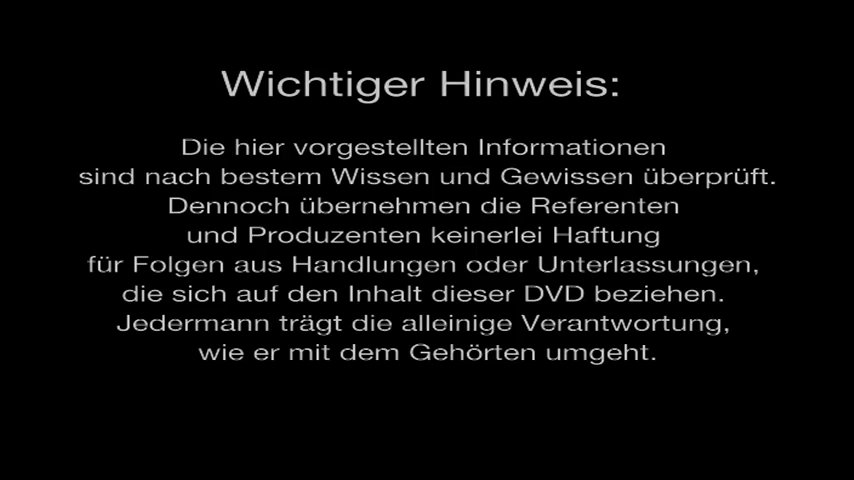 Wichtiger Hinweis:
Die hier vorgestellten Informationen
sind nach bestem Wissen und Gewissen überprüft.
Dennoch übernehmen die Referenten
und Produzenten keinerlei Haftung
für Folgen aus Handlungen oder Unterlassungen,
die sich auf den Inhalt dieser DVD beziehen.
Jedermann trägt die alleinige Verantwortung,
wie er mit dem Gehörten umgeht.